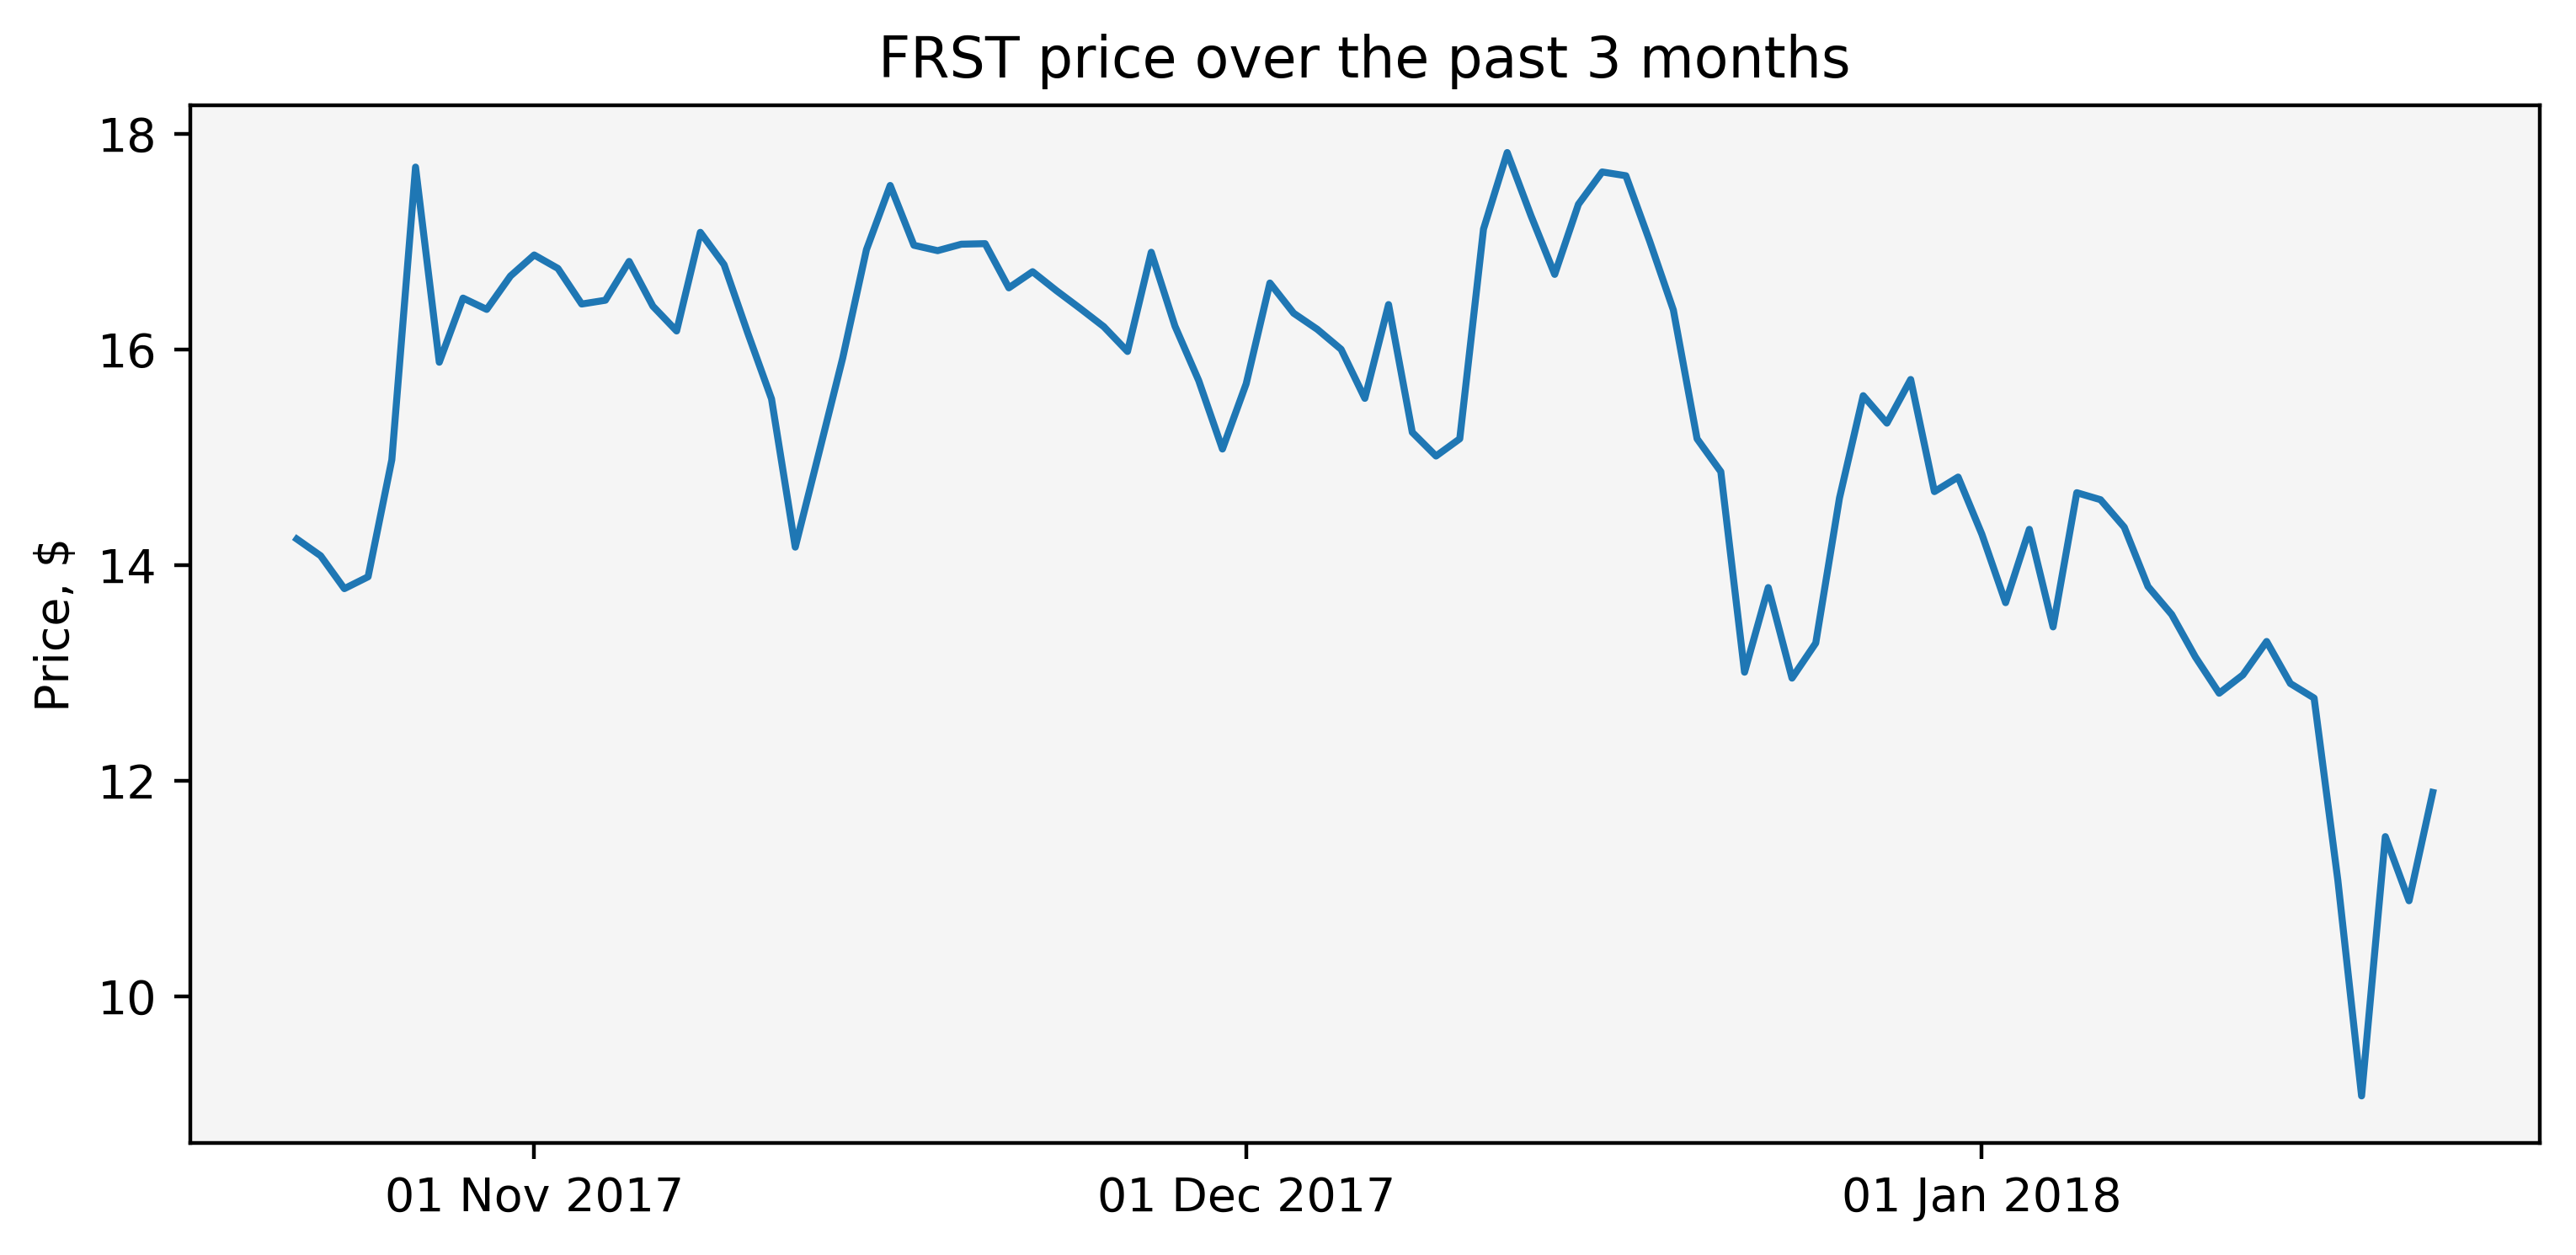 FRST price over the past 3 months
Price, $
18
16
14
12
10
01 Nov 2017
01 Dec 2017
01 Jan 2018